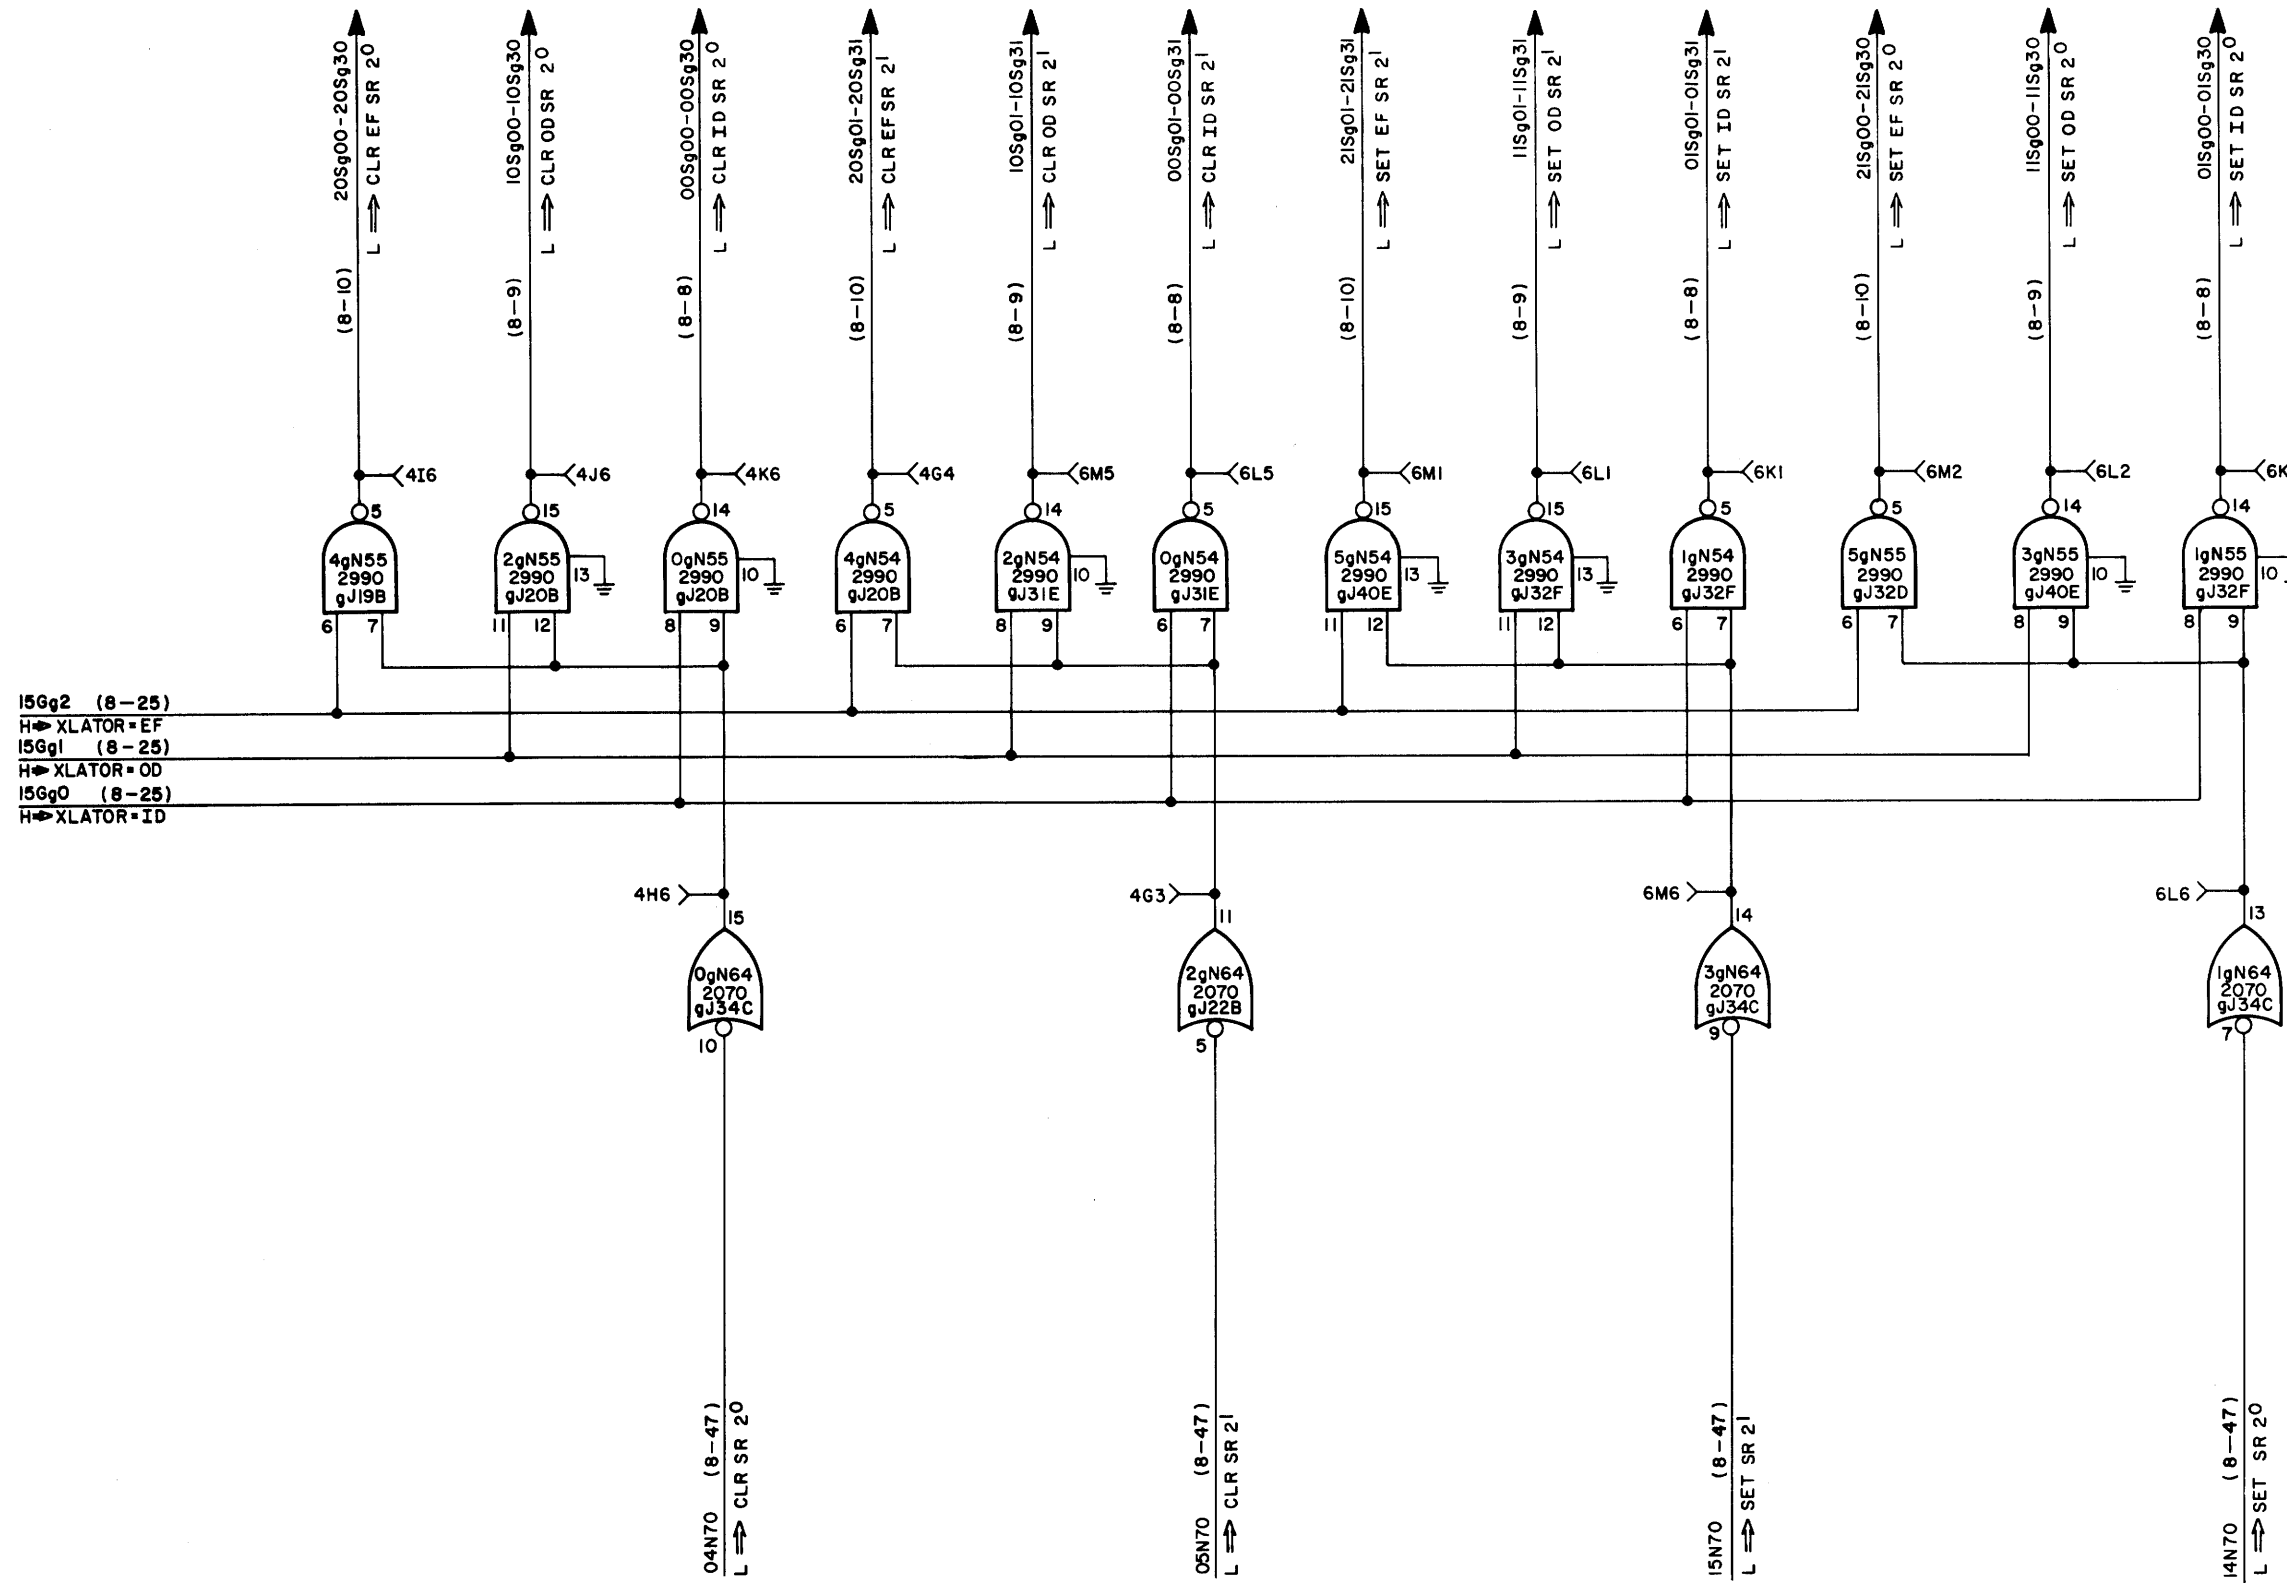 20Sg00-20Sg30
L ⟹ CLR EF SR 2⁰
(8-10)
10Sg00-10Sg30
L ⟹ CLR OD SR 2⁰
(8-9)
00Sg00-00Sg30
L ⟹ CLR ID SR 2⁰
(8-8)
20Sg01-20Sg31
L ⟹ CLR EF SR 2¹
(8-10)
10Sg01-10Sg31
L ⟹ CLR OD SR 2¹
(8-9)
00Sg01-00Sg31
L ⟹ CLR ID SR 2¹
(8-8)
21Sg01-21Sg31
L ⟹ SET EF SR 2¹
(8-10)
11Sg01-11Sg31
L ⟹ SET OD SR 2¹
(8-9)
01Sg01-01Sg31
L ⟹ SET ID SR 2¹
(8-8)
21Sg00-21Sg30
L ⟹ SET EF SR 2⁰
(8-10)
11Sg00-11Sg30
L ⟹ SET OD SR 2⁰
(8-9)
01Sg00-01Sg30
L ⟹ SET ID SR 2⁰
(8-8)
4I6 4J6 4K6 4G4 6M5 6L5 6M1 6L1 6K1 6M2 6L2
5 15 14 5 14 5 15 15 5 5 14 14
4gN55 2gN55 0gN55 4gN54 2gN54 0gN54 5gN54 3gN54 1gN54 5gN55 3gN55 1gN55
2990 2990 2990 2990 2990 2990 2990 2990 2990 2990 2990 2990
13 10 10 13 13 10 10
gJ19B gJ20B gJ20B gJ20B gJ31E gJ31E gJ40E gJ32F gJ32F gJ32D gJ40E gJ32F
6 7 11 12 8 9 6 7 8 9 6 7 11 12 11 12 6 7 6 7 8 9 8 9
15Gg2 (8-25)
H⇒XLATOR=EF
15Gg1 (8-25)
H⇒XLATOR=OD
15Gg0 (8-25)
H⇒XLATOR=ID
4H6 4G3 6M6 6L6
15 11 14 13
0gN64 2gN64 3gN64 1gN64
2070 2070 2070 2070
gJ34C gJ22B gJ34C gJ34C
10 5 9 7
04N70 (8-47)
L ⟹ CLR SR 2⁰
05N70 (8-47)
L ⟹ CLR SR 2¹
15N70 (8-47)
L ⟹ SET SR 2¹
14N70 (8-47)
L ⟹ SET SR 2⁰